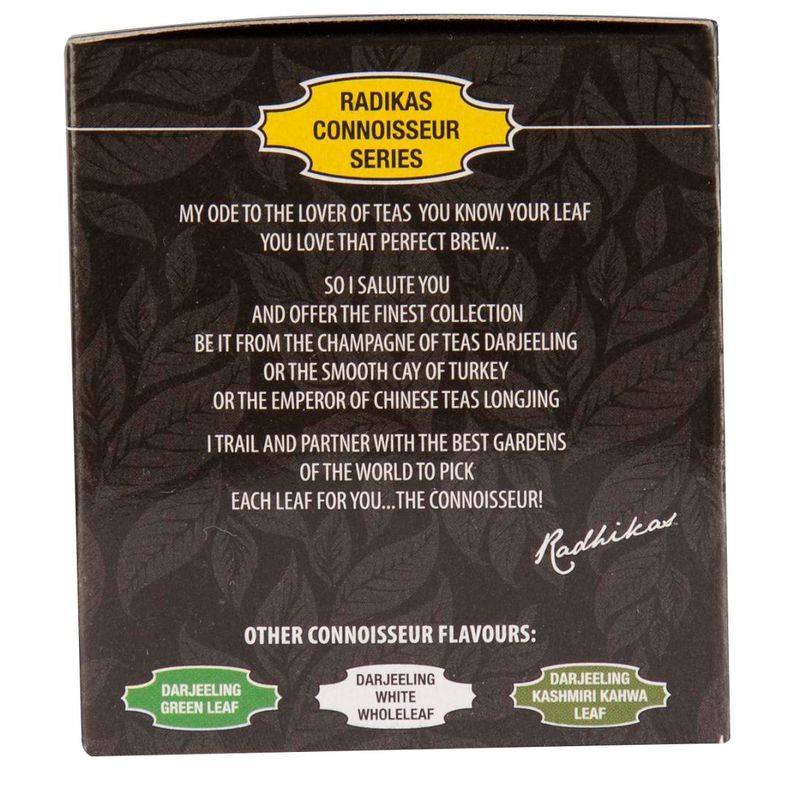 RADIKAS
CONNOISSEUR
SERIES
MY ODE TO THE LOVER OF TEAS YOU KNOW YOUR LEAF
YOU LOVE THAT PERFECT BREW...
SO I SALUTE YOU
AND OFFER THE FINEST COLLECTION
BE IT FROM THE CHAMPAGNE OF TEAS DARJEELING
OR THE SMOOTH CAY OF TURKEY
OR THE EMPEROR OF CHINESE TEAS LONGJING
I TRAIL AND PARTNER WITH THE BEST GARDENS
OF THE WORLD TO PICK
EACH LEAF FOR YOU...THE CONNOISSEUR!
Radhikas
OTHER CONNOISSEUR FLAVOURS:
DARJEELING
GREEN LEAF
DARJEELING
WHITE
WHOLELEAF
DARJEELING
KASHMIRI KAHWA
LEAF